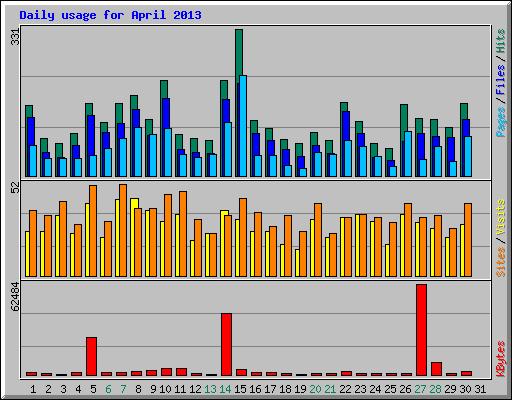 Daily usage for April 2013
331
Pages / Files / Hits
52
Sites / Visits
62484
KBytes
1 2 3 4 5 6 7 8 9 10 11 12 13 14 15 16 17 18 19 20 21 22 23 24 25 26 27 28 29 30 31